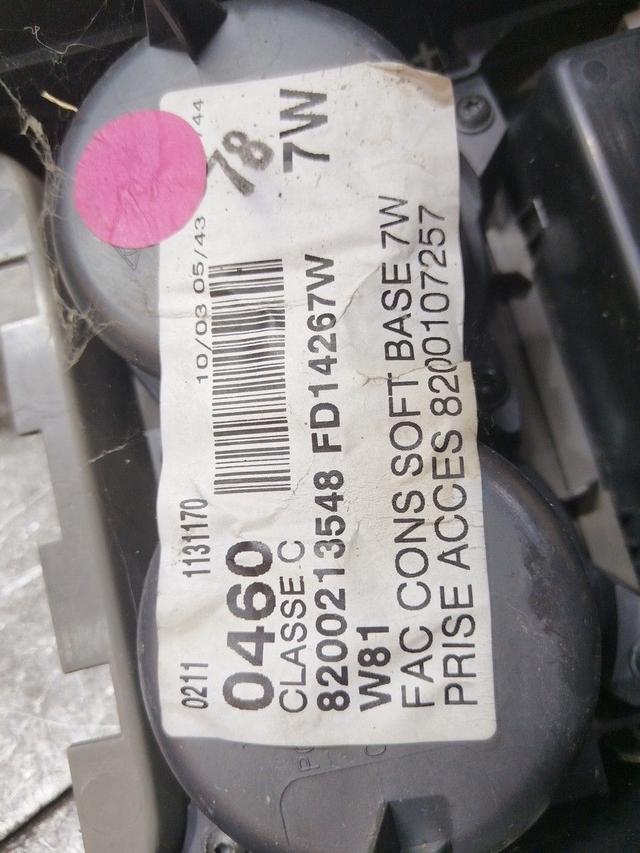 0211 1131170 10/03 05/43 44
0460
CLASSE C
78
7W
8200213548 FD14267W
W81
FAC CONS SOFT BASE 7W
PRISE ACCES 8200107257